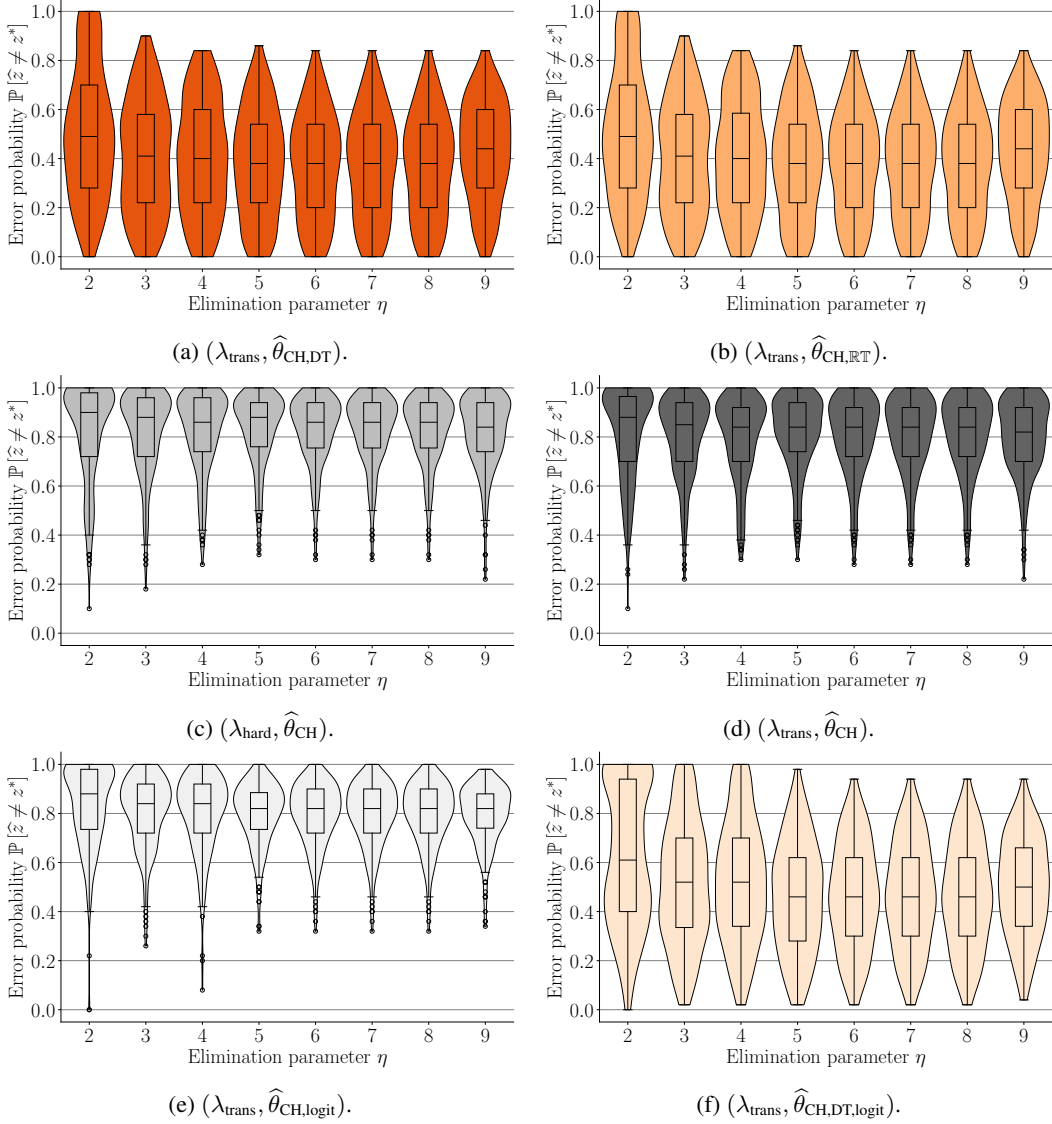 Error probability ℙ [ẑ ≠ z*]
1.0
0.8
0.6
0.4
0.2
0.0
2 3 4 5 6 7 8 9
Elimination parameter η
(a) (λ_trans, θ̂_CH,DT).
Error probability ℙ [ẑ ≠ z*]
1.0
0.8
0.6
0.4
0.2
0.0
2 3 4 5 6 7 8 9
Elimination parameter η
(b) (λ_trans, θ̂_CH,ℝ𝕋).
Error probability ℙ [ẑ ≠ z*]
1.0
0.8
0.6
0.4
0.2
0.0
2 3 4 5 6 7 8 9
Elimination parameter η
(c) (λ_hard, θ̂_CH).
Error probability ℙ [ẑ ≠ z*]
1.0
0.8
0.6
0.4
0.2
0.0
2 3 4 5 6 7 8 9
Elimination parameter η
(d) (λ_trans, θ̂_CH).
Error probability ℙ [ẑ ≠ z*]
1.0
0.8
0.6
0.4
0.2
0.0
2 3 4 5 6 7 8 9
Elimination parameter η
(e) (λ_trans, θ̂_CH,logit).
Error probability ℙ [ẑ ≠ z*]
1.0
0.8
0.6
0.4
0.2
0.0
2 3 4 5 6 7 8 9
Elimination parameter η
(f) (λ_trans, θ̂_CH,DT,logit).